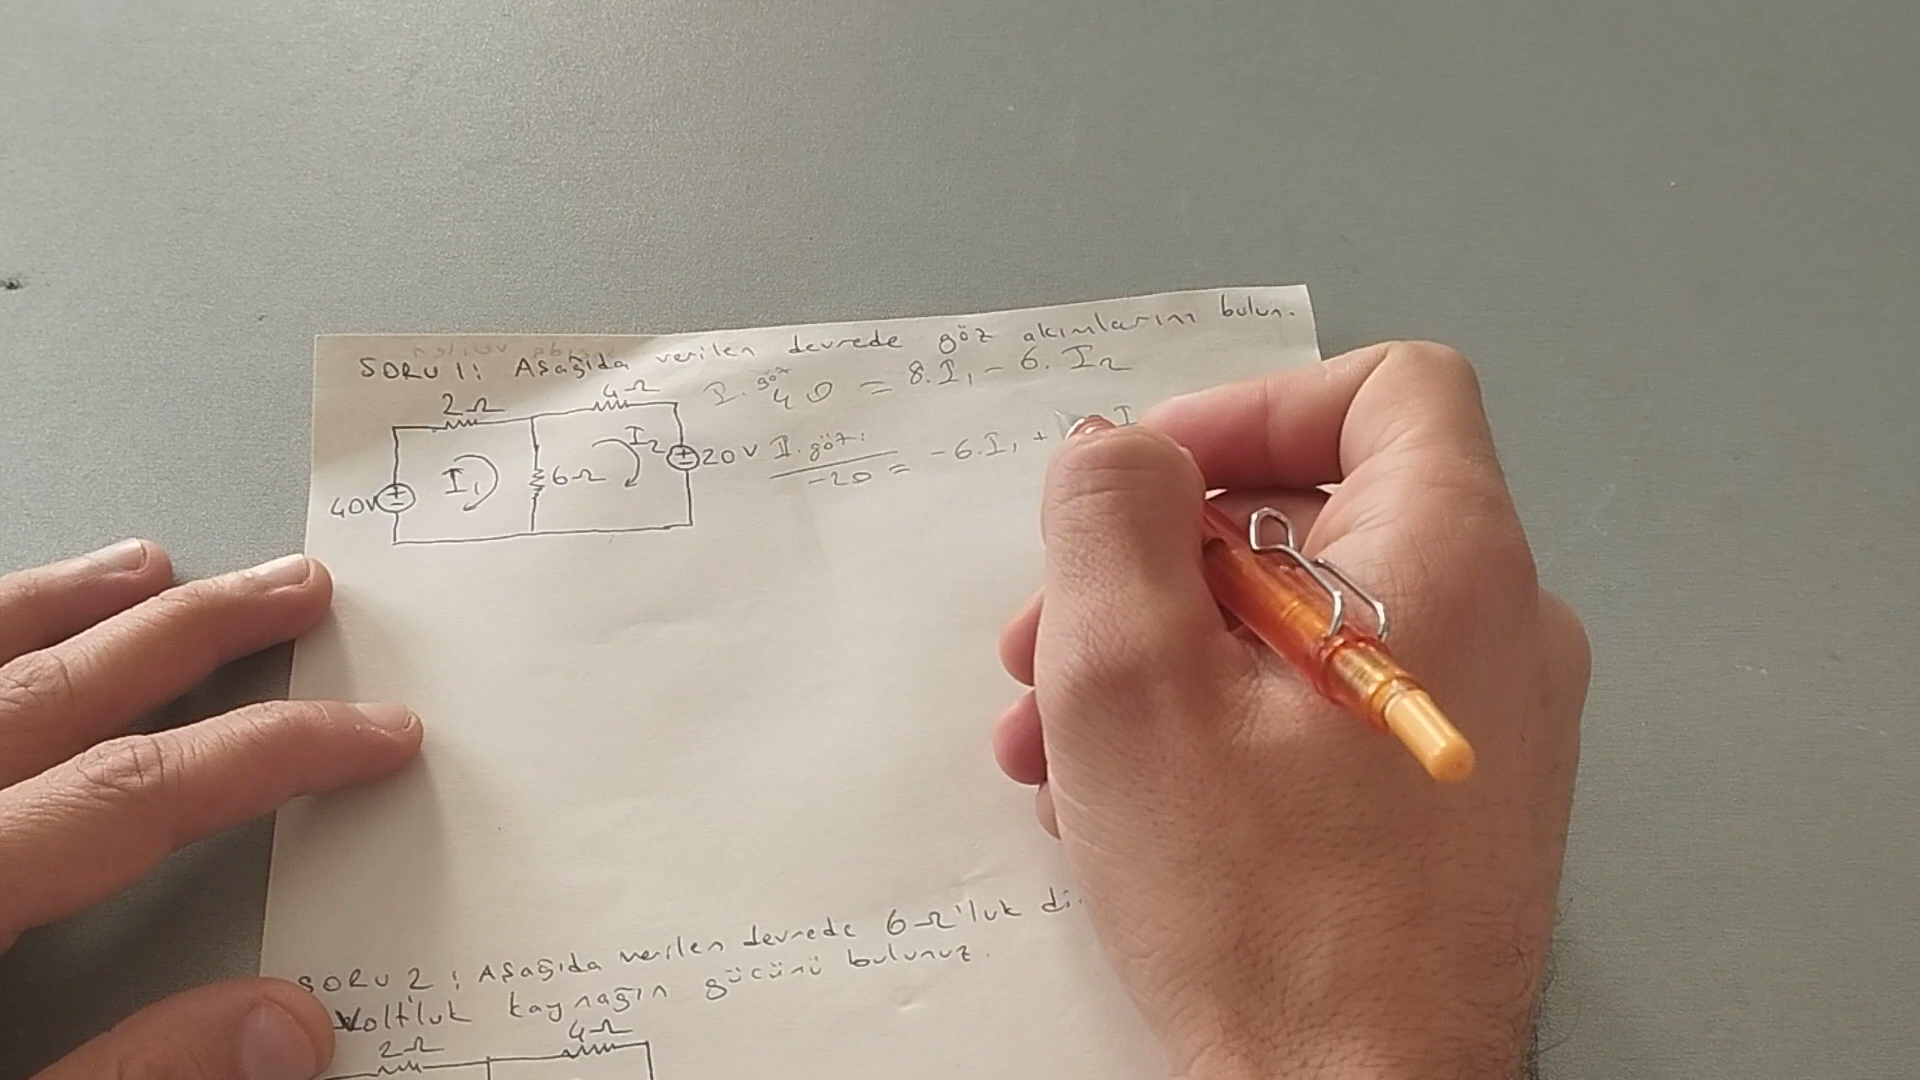 SORU 1: Aşağıda verilen devrede göz akımlarını bulun.
I. göz
40 = 8.I₁ - 6.I₂
2Ω
4Ω
40V
I₁
6Ω
I₂
20V
II. göz:
-20 = -6.I₁ + I
SORU 2: Aşağıda verilen devrede 6Ω'luk
Volt'luk kaynağın gücünü bulunuz.
2Ω
4Ω